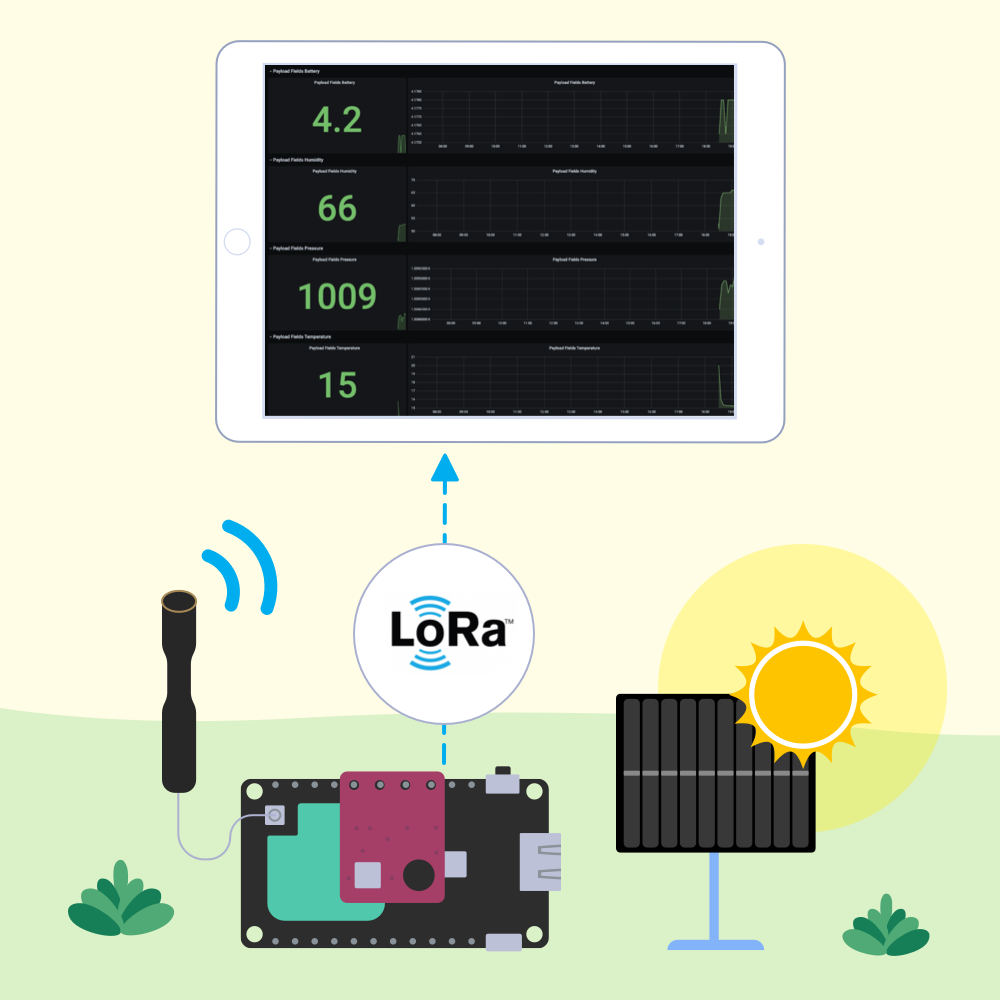 ~ Payload Fields Battery
Payload Fields Battery
Payload Fields Battery
4.2
08:00 09:00 10:00 11:00 12:00 13:00 14:00 15:00 16:00 17:00 18:00
~ Payload Fields Humidity
Payload Fields Humidity
Payload Fields Humidity
66
08:00 09:00 10:00 11:00 12:00 13:00 14:00 15:00 16:00 17:00 18:00
~ Payload Fields Pressure
Payload Fields Pressure
Payload Fields Pressure
1009
08:00 09:00 10:00 11:00 12:00 13:00 14:00 15:00 16:00 17:00 18:00
~ Payload Fields Temperature
Payload Fields Temperature
Payload Fields Temperature
15
08:00 09:00 10:00 11:00 12:00 13:00 14:00 15:00 16:00 17:00 18:00
LoRa™